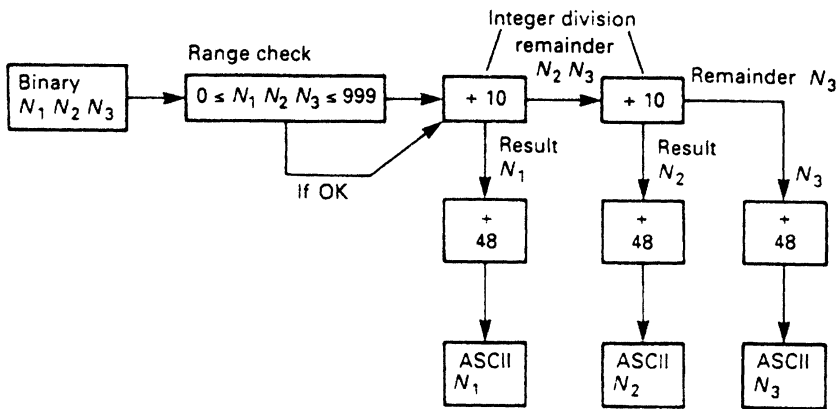 Integer division
remainder
N₂ N₃
Range check
Remainder N₃
Binary
N₁ N₂ N₃
0 ≤ N₁ N₂ N₃ ≤ 999
+ 10
+ 10
Result
N₁
Result
N₂
N₃
If OK
+
48
+
48
+
48
ASCII
N₁
ASCII
N₂
ASCII
N₃